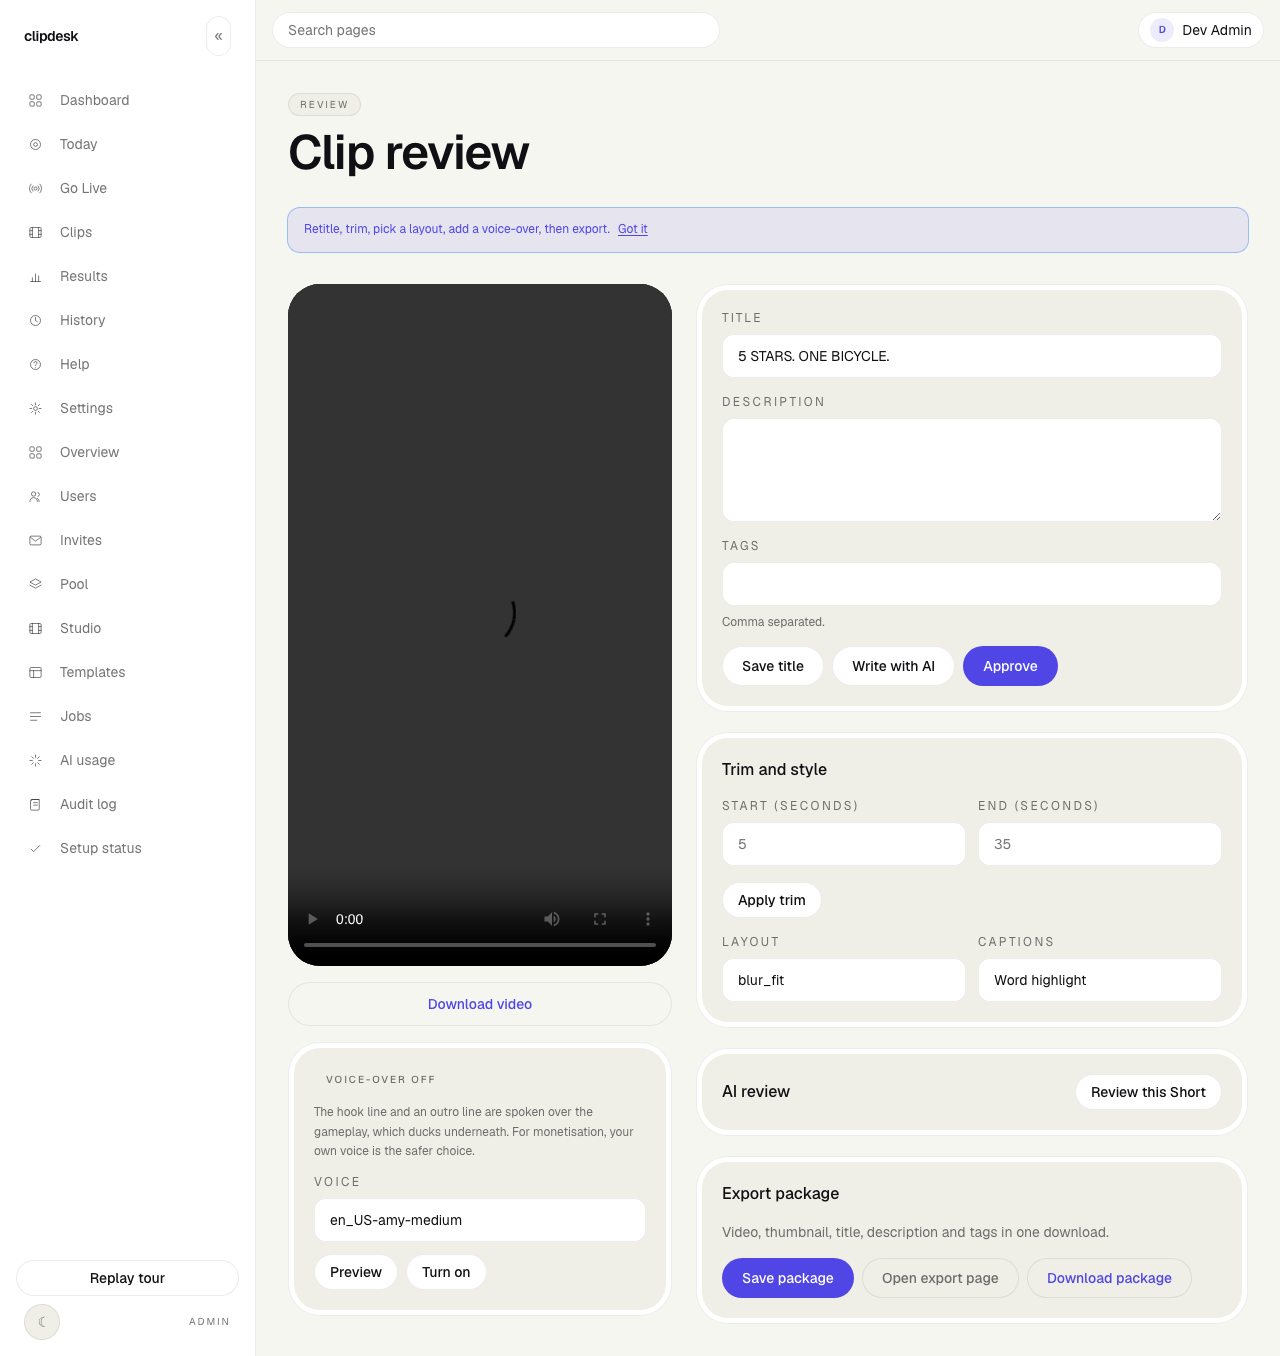 clipdesk
«
Search pages
D
Dev Admin
Dashboard
Today
Go Live
Clips
Results
History
Help
Settings
Overview
Users
Invites
Pool
Studio
Templates
Jobs
AI usage
Audit log
Setup status
Replay tour
ADMIN
REVIEW
Clip review
Retitle, trim, pick a layout, add a voice-over, then export. Got it
0:00
Download video
VOICE-OVER OFF
The hook line and an outro line are spoken over the
gameplay, which ducks underneath. For monetisation, your
own voice is the safer choice.
VOICE
en_US-amy-medium
Preview
Turn on
TITLE
5 STARS. ONE BICYCLE.
DESCRIPTION
TAGS
Comma separated.
Save title
Write with AI
Approve
Trim and style
START (SECONDS)
END (SECONDS)
5
35
Apply trim
LAYOUT
CAPTIONS
blur_fit
Word highlight
AI review
Review this Short
Export package
Video, thumbnail, title, description and tags in one download.
Save package
Open export page
Download package